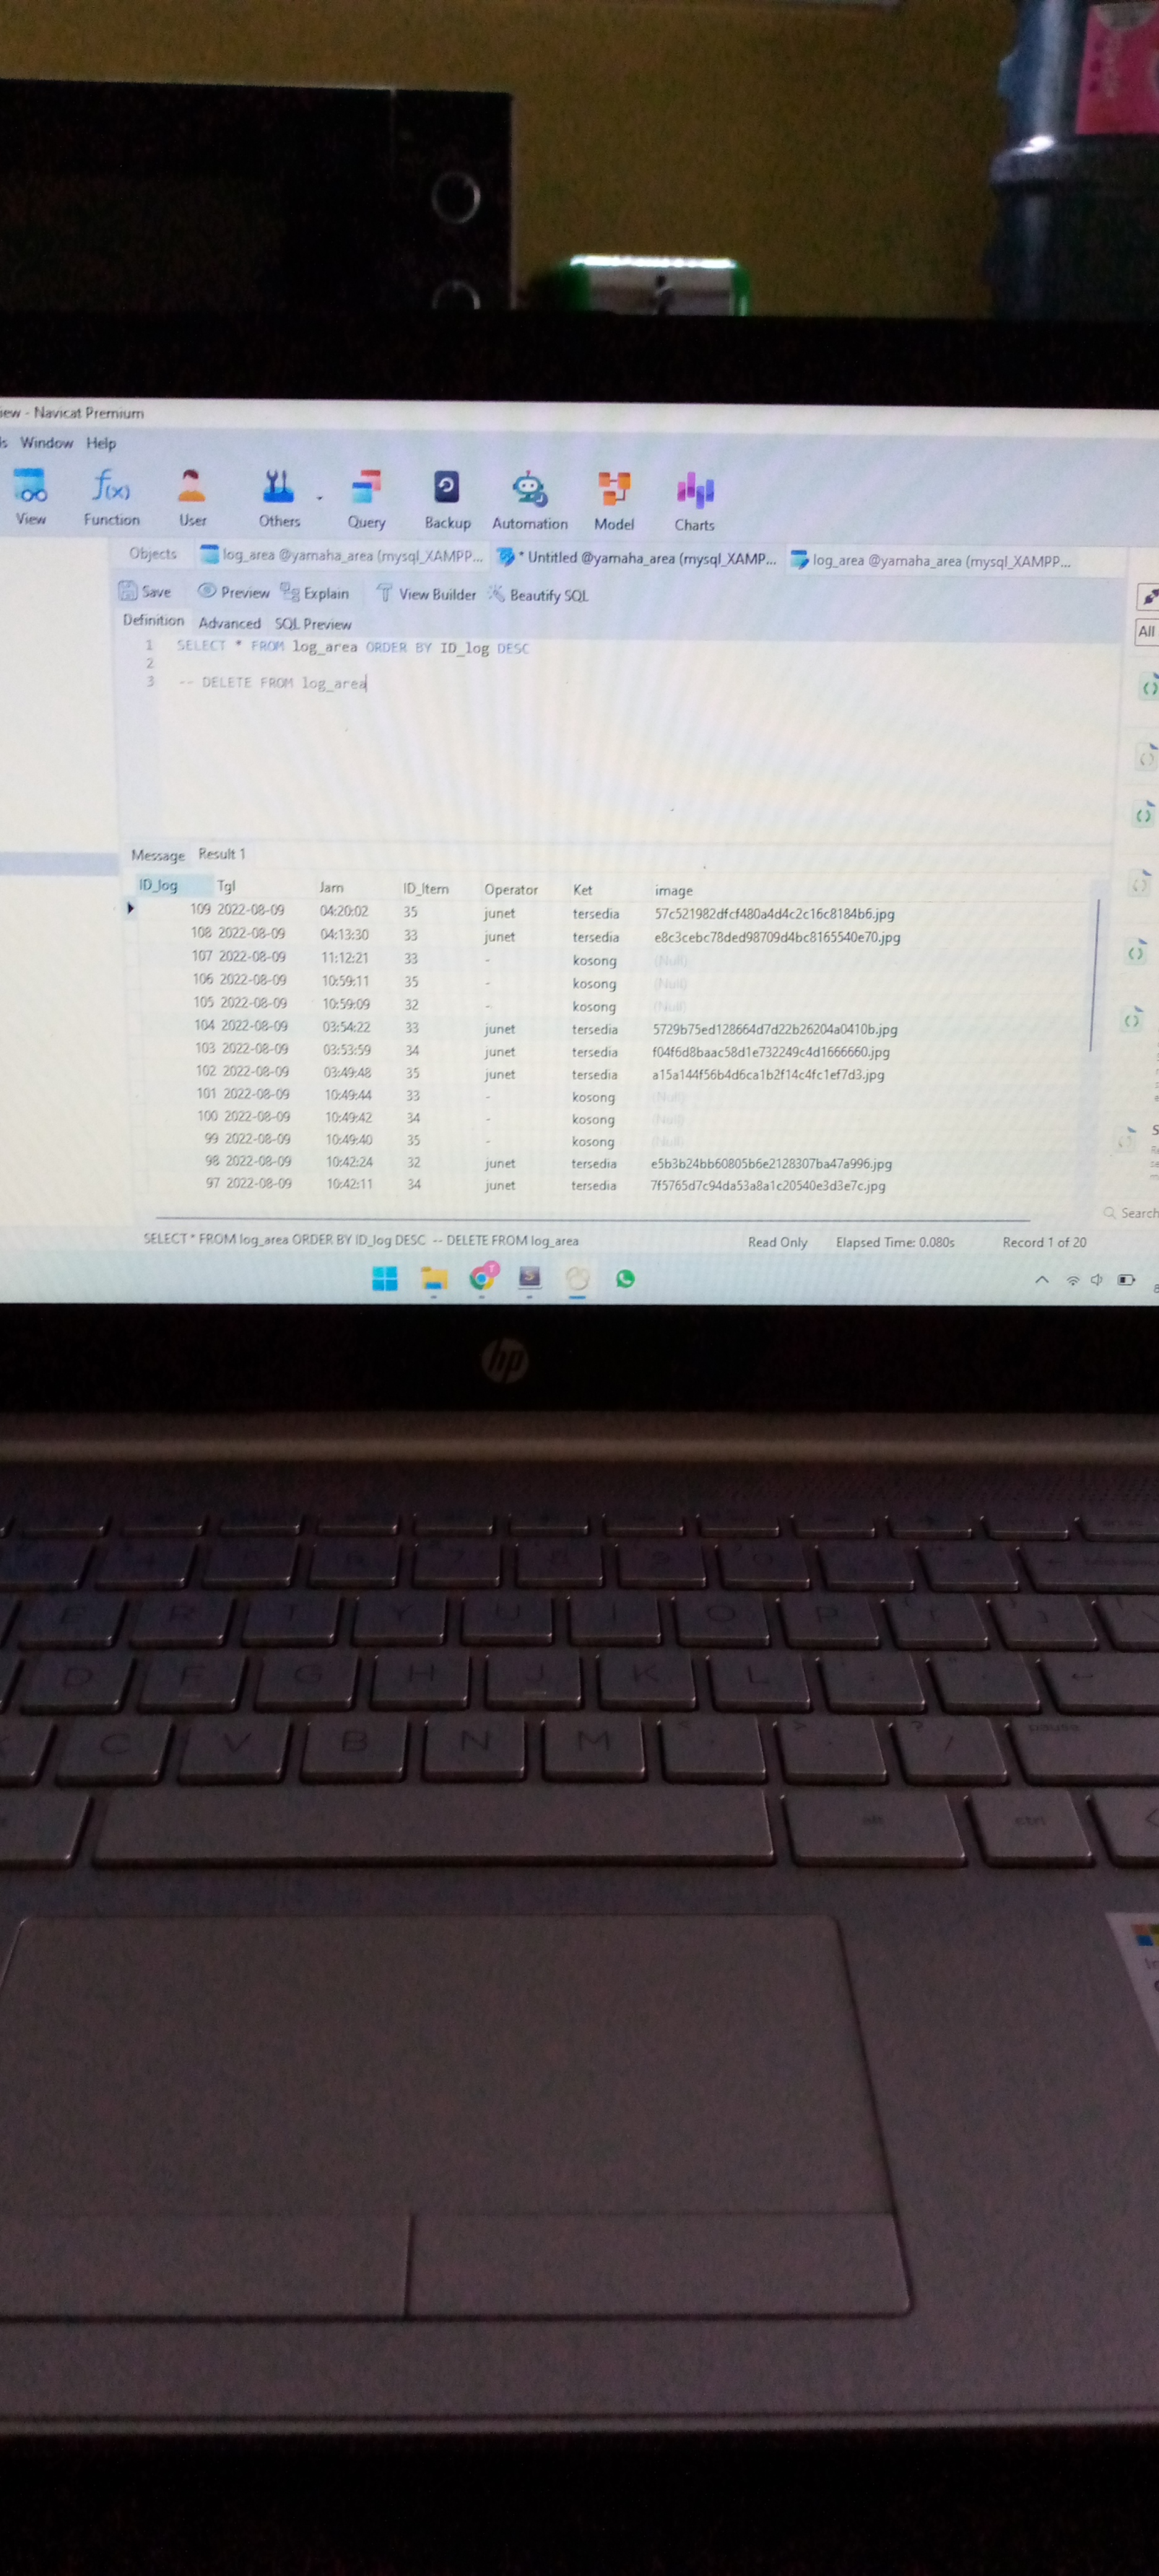 iew - Navicat Premium
ls Window Help
View f(x) Function User Others Query Backup Automation Model Charts
Objects log_area @yamaha_area (mysql_XAMPP... * Untitled @yamaha_area (mysql_XAMP... log_area @yamaha_area (mysql_XAMPP...
Save Preview Explain View Builder Beautify SQL
Definition Advanced SQL Preview
All
1 SELECT * FROM log_area ORDER BY ID_log DESC
2
3 -- DELETE FROM log_area
Message Result 1
ID_log Tgl Jam ID_Item Operator Ket image
109 2022-08-09 04:20:02 35 junet tersedia 57c521982dfcf480a4d4c2c16c8184b6.jpg
108 2022-08-09 04:13:30 33 junet tersedia e8c3cebc78ded98709d4bc8165540e70.jpg
107 2022-08-09 11:12:21 33 - kosong (Null)
106 2022-08-09 10:59:11 35 - kosong (Null)
105 2022-08-09 10:59:09 32 - kosong (Null)
104 2022-08-09 03:54:22 33 junet tersedia 5729b75ed128664d7d22b26204a0410b.jpg
103 2022-08-09 03:53:59 34 junet tersedia f04f6d8baac58d1e732249c4d1666660.jpg
102 2022-08-09 03:49:48 35 junet tersedia a15a144f56b4d6ca1b2f14c4fc1ef7d3.jpg
101 2022-08-09 10:49:44 33 - kosong (Null)
100 2022-08-09 10:49:42 34 - kosong (Null)
99 2022-08-09 10:49:40 35 - kosong (Null)
98 2022-08-09 10:42:24 32 junet tersedia e5b3b24bb60805b6e2128307ba47a996.jpg
97 2022-08-09 10:42:11 34 junet tersedia 7f5765d7c94da53a8a1c20540e3d3e7c.jpg
Search
SELECT * FROM log_area ORDER BY ID_log DESC -- DELETE FROM log_area Read Only Elapsed Time: 0.080s Record 1 of 20
hp
E R T Y U I O P
D F G H J K L
C V B N M
pause
alt ctrl